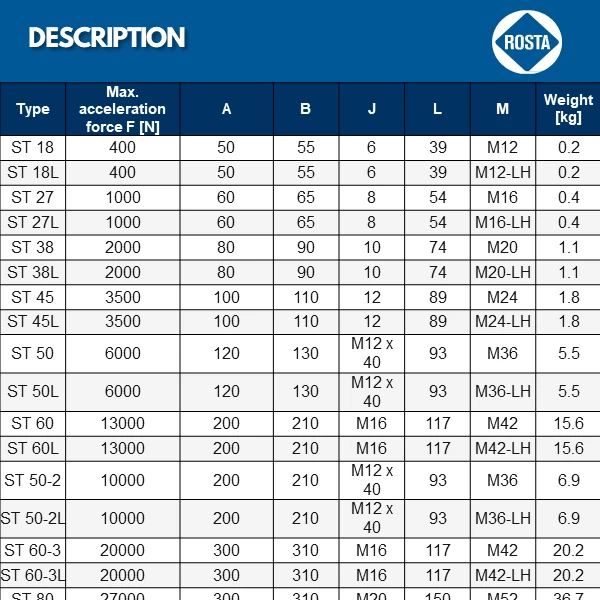 DESCRIPTION
ROSTA
Type Max. acceleration force F [N] A B J L M Weight [kg]
ST 18 400 50 55 6 39 M12 0.2
ST 18L 400 50 55 6 39 M12-LH 0.2
ST 27 1000 60 65 8 54 M16 0.4
ST 27L 1000 60 65 8 54 M16-LH 0.4
ST 38 2000 80 90 10 74 M20 1.1
ST 38L 2000 80 90 10 74 M20-LH 1.1
ST 45 3500 100 110 12 89 M24 1.8
ST 45L 3500 100 110 12 89 M24-LH 1.8
ST 50 6000 120 130 M12 x 40 93 M36 5.5
ST 50L 6000 120 130 M12 x 40 93 M36-LH 5.5
ST 60 13000 200 210 M16 117 M42 15.6
ST 60L 13000 200 210 M16 117 M42-LH 15.6
ST 50-2 10000 200 210 M12 x 40 93 M36 6.9
ST 50-2L 10000 200 210 M12 x 40 93 M36-LH 6.9
ST 60-3 20000 300 310 M16 117 M42 20.2
ST 60-3L 20000 300 310 M16 117 M42-LH 20.2
ST 80 27000 300 310 M20 150 M52 36.7